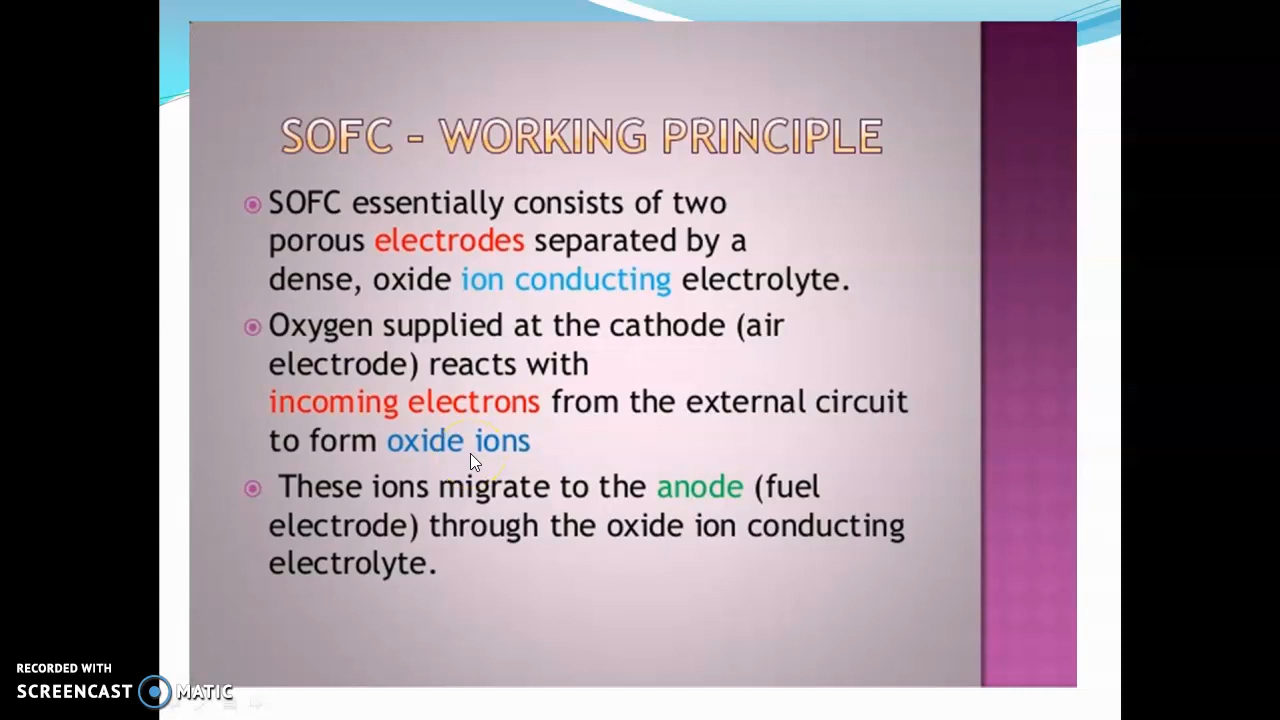 SOFC – WORKING PRINCIPLE
SOFC essentially consists of two
porous electrodes separated by a
dense, oxide ion conducting electrolyte.
Oxygen supplied at the cathode (air
electrode) reacts with
incoming electrons from the external circuit
to form oxide ions
These ions migrate to the anode (fuel
electrode) through the oxide ion conducting
electrolyte.
RECORDED WITH
SCREENCAST MATIC